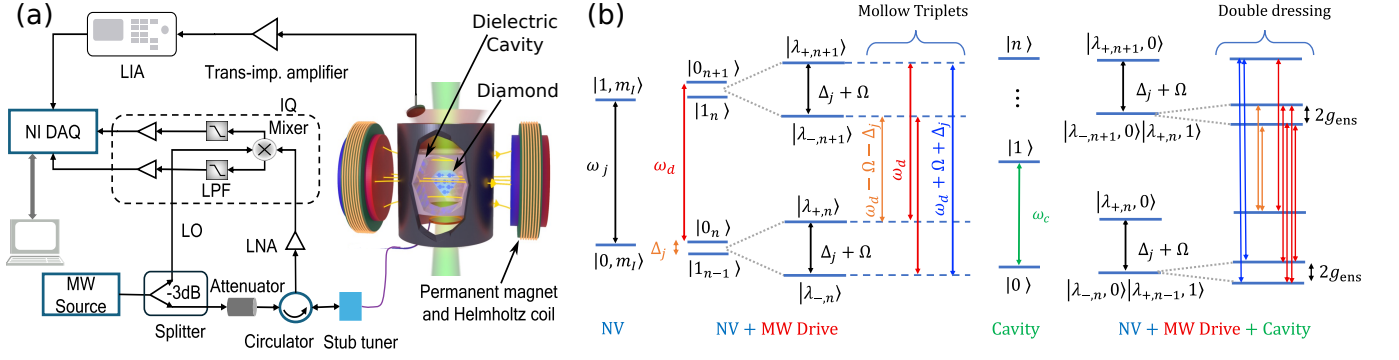 (a)
LIA
Trans-imp. amplifier
Dielectric
Cavity
Diamond
NI DAQ
IQ
Mixer
LPF
LO
LNA
MW
Source
-3dB
Splitter
Attenuator
Circulator
Stub tuner
Permanent magnet
and Helmholtz coil
(b)
Mollow Triplets
Double dressing
|1, m_I⟩
ω_j
|0, m_I⟩
NV
|0_{n+1}⟩
|1_n⟩
ω_d
Δ_j
|0_n⟩
|1_{n−1}⟩
|λ_{+,n+1}⟩
Δ_j + Ω
|λ_{−,n+1}⟩
|λ_{+,n}⟩
Δ_j + Ω
|λ_{−,n}⟩
ω_d − Ω − Δ_j
ω_d
ω_d + Ω + Δ_j
NV + MW Drive
|n⟩
⋮
|1⟩
ω_c
|0⟩
Cavity
|λ_{+,n+1}, 0⟩
Δ_j + Ω
|λ_{−,n+1}, 0⟩|λ_{+,n}, 1⟩
2g_ens
|λ_{+,n}, 0⟩
Δ_j + Ω
|λ_{−,n}, 0⟩|λ_{+,n−1}, 1⟩
2g_ens
NV + MW Drive + Cavity